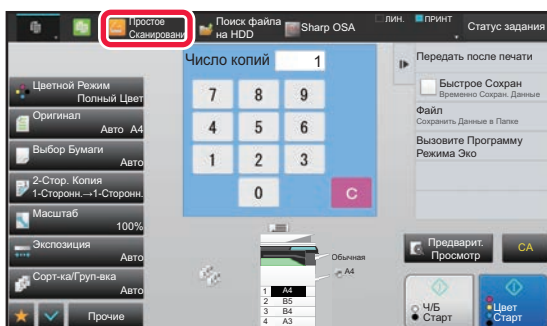 Простое
Сканировани
Поиск файла
на HDD
Sharp OSA
ЛИН.
ПРИНТ
Статус задания
Число копий
1
Передать после печати
Цветной Режим
Полный Цвет
7 8 9
Быстрое Сохран
Временно Сохран. Данные
Оригинал
Авто A4
4 5 6
Файл
Сохранить Данные в Папке
Выбор Бумаги
Авто
1 2 3
Вызовите Программу
Режима Эко
2-Стор. Копия
1-Сторонн.→1-Сторонн.
0
C
Масштаб
100%
Экспозиция
Авто
Обычная
A4
Предварит.
Просмотр
CA
Сорт-ка/Груп-вка
Авто
1 A4
2 B5
3 B4
4 A3
Ч/Б
Старт
Цвет
Старт
Прочие